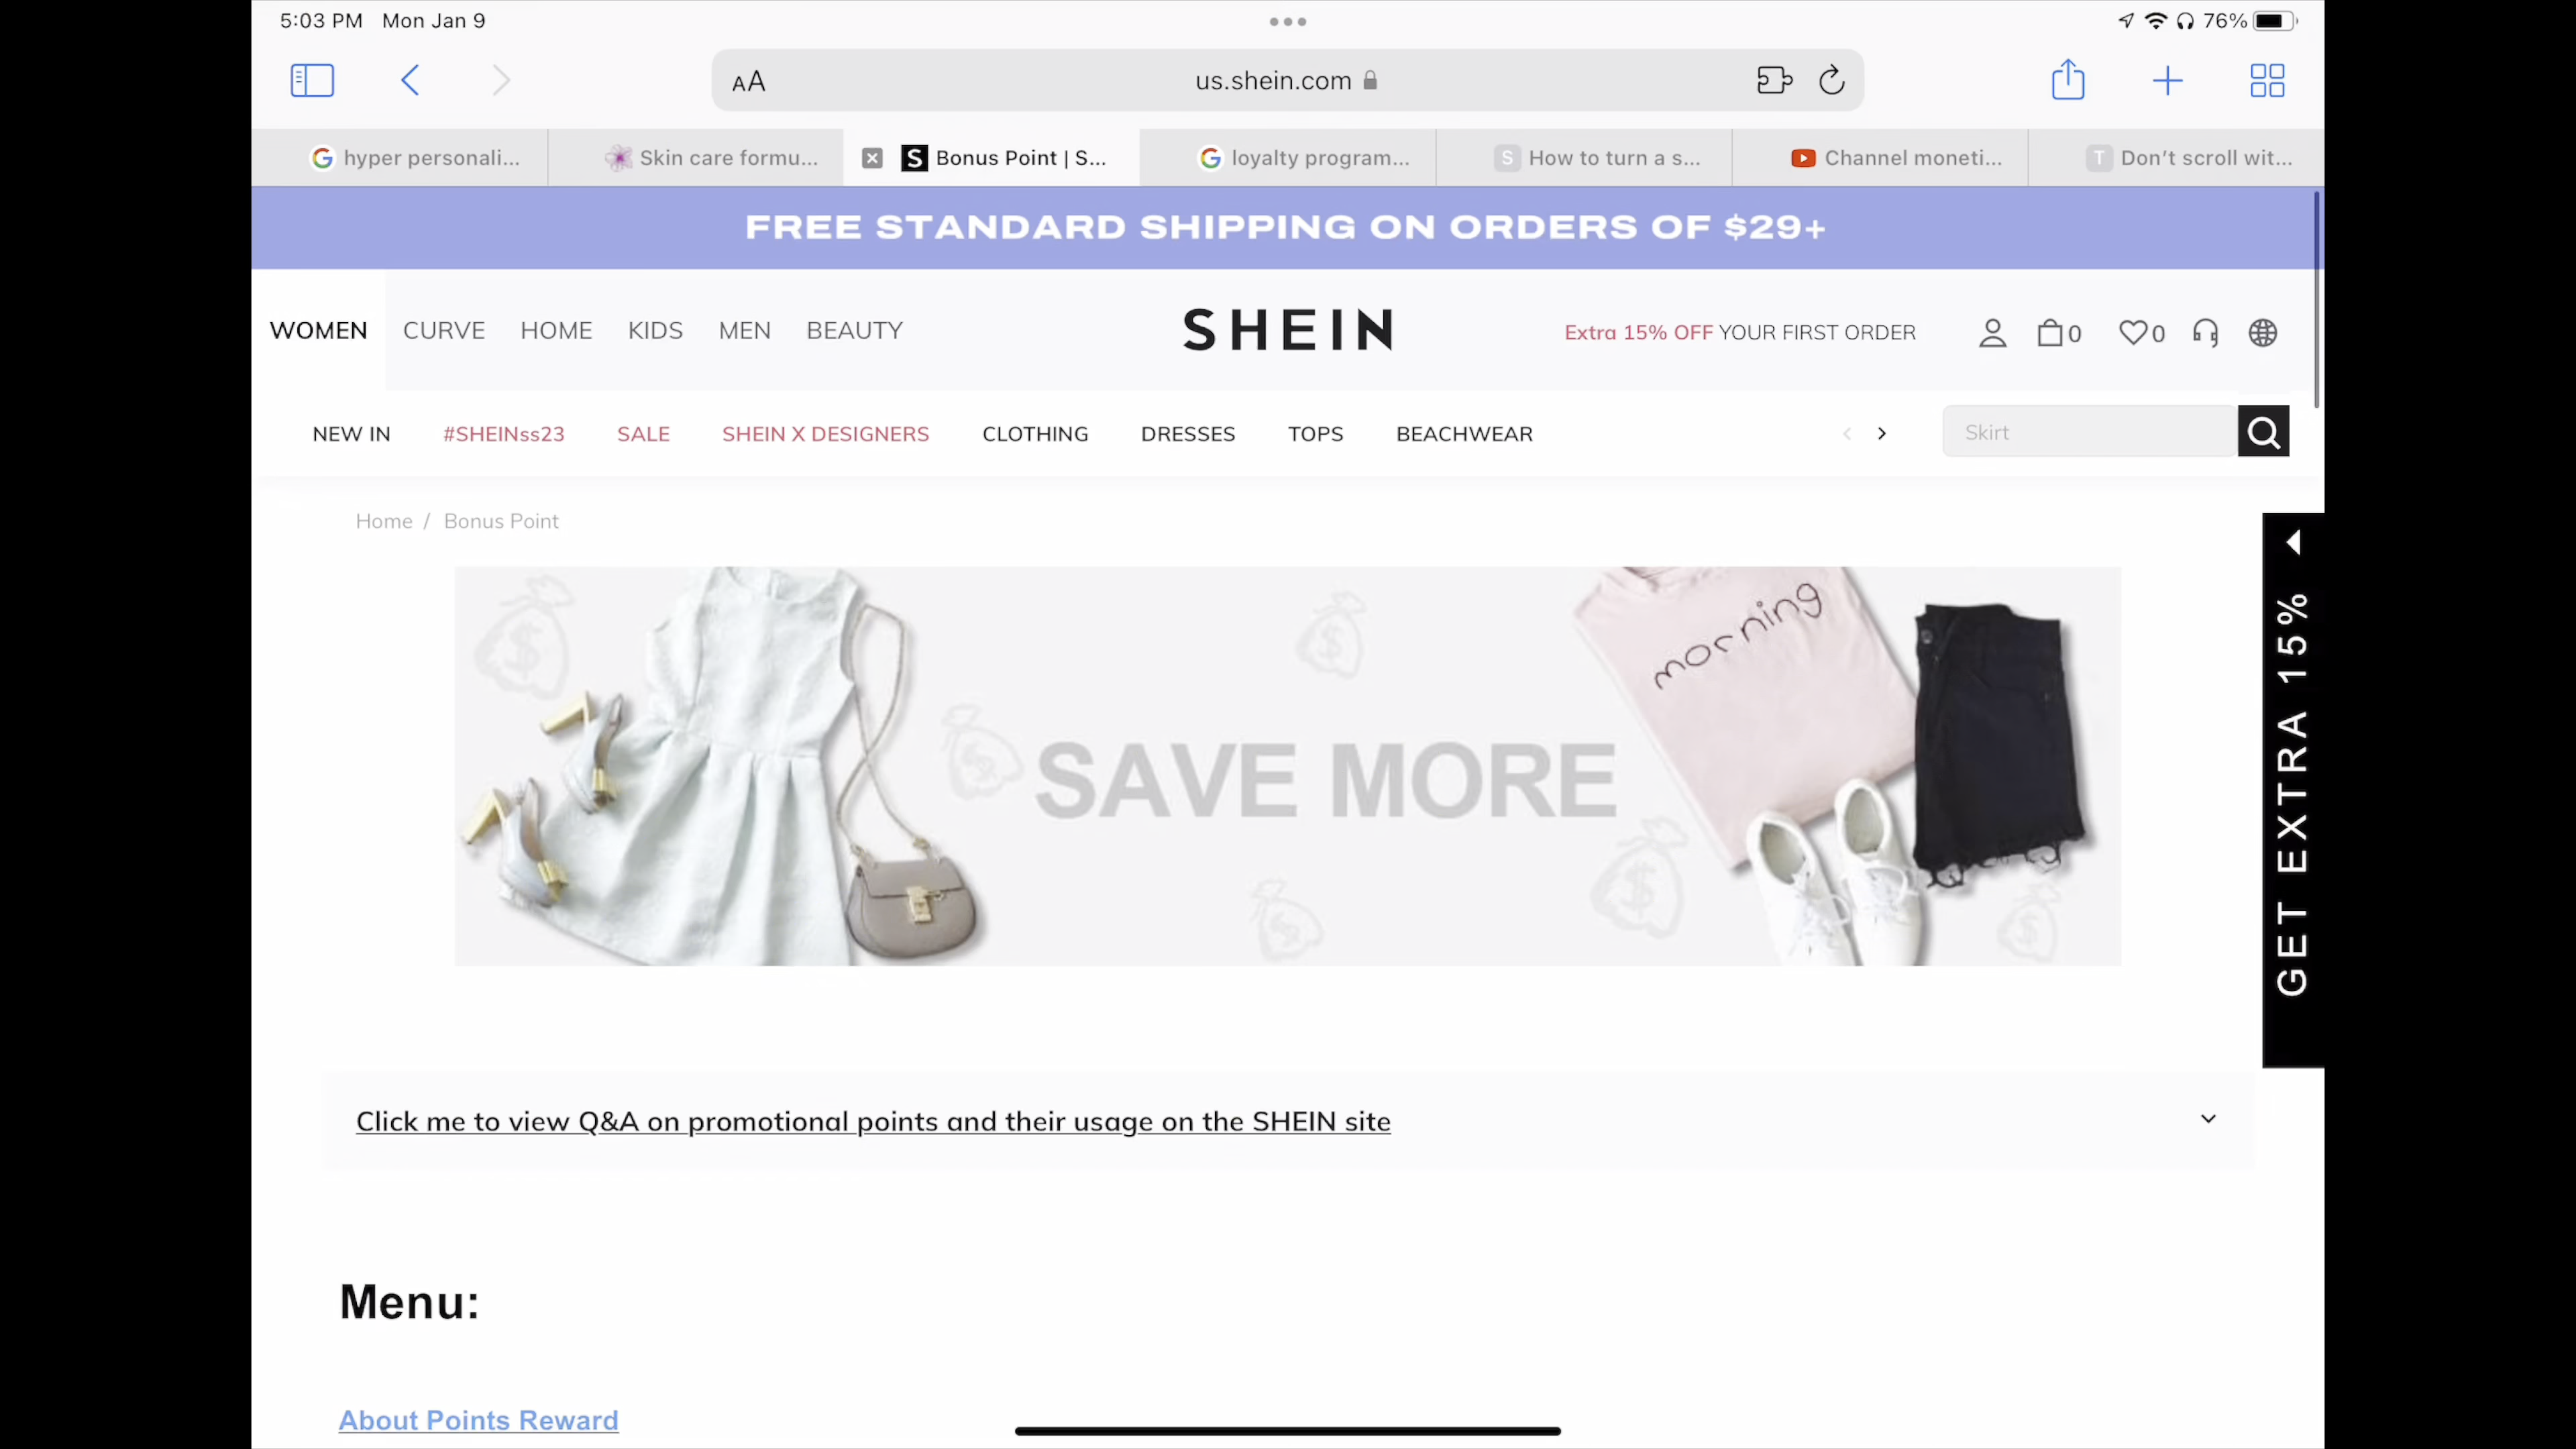 5:03 PM Mon Jan 9
76%
AA
us.shein.com
hyper personali...
Skin care formu...
S Bonus Point | S...
loyalty program...
S How to turn a s...
Channel moneti...
T Don't scroll wit...
FREE STANDARD SHIPPING ON ORDERS OF $29+
WOMEN CURVE HOME KIDS MEN BEAUTY
SHEIN
Extra 15% OFF YOUR FIRST ORDER
0
0
NEW IN #SHEINss23 SALE SHEIN X DESIGNERS CLOTHING DRESSES TOPS BEACHWEAR
Skirt
Home / Bonus Point
morning
SAVE MORE
GET EXTRA 15%
Click me to view Q&A on promotional points and their usage on the SHEIN site
Menu:
About Points Reward